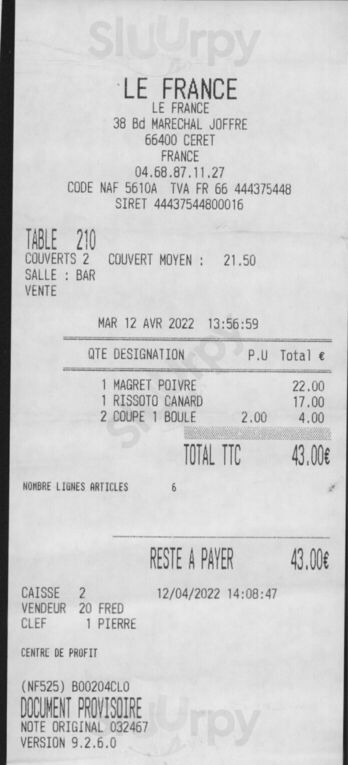 Sluurpy
LE FRANCE
LE FRANCE
38 Bd MARECHAL JOFFRE
66400 CERET
FRANCE
04.68.87.11.27
CODE NAF 5610A TVA FR 66 444375448
SIRET 44437544800016
TABLE 210
COUVERTS 2 COUVERT MOYEN : 21.50
SALLE : BAR
VENTE
MAR 12 AVR 2022 13:56:59
QTE DESIGNATION P.U Total €
1 MAGRET POIVRE 22.00
1 RISSOTO CANARD 17.00
2 COUPE 1 BOULE 2.00 4.00
Sluurpy
TOTAL TTC 43.00€
NOMBRE LIGNES ARTICLES 6
RESTE A PAYER 43.00€
CAISSE 2 12/04/2022 14:08:47
VENDEUR 20 FRED
CLEF 1 PIERRE
CENTRE DE PROFIT
(NF525) B00204CLO
DOCUMENT PROVISOIRE
NOTE ORIGINAL 032467
VERSION 9.2.6.0
Sluurpy